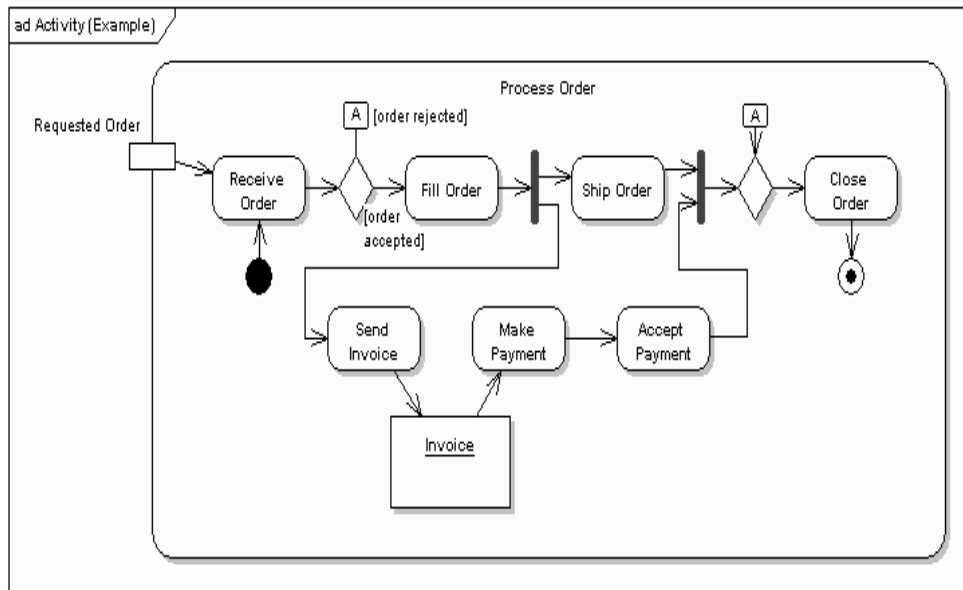 ad Activity (Example)
Process Order
Requested Order
A
[order rejected]
A
Receive
Order
Fill Order
Ship Order
Close
Order
[order
accepted]
Send
Invoice
Make
Payment
Accept
Payment
Invoice